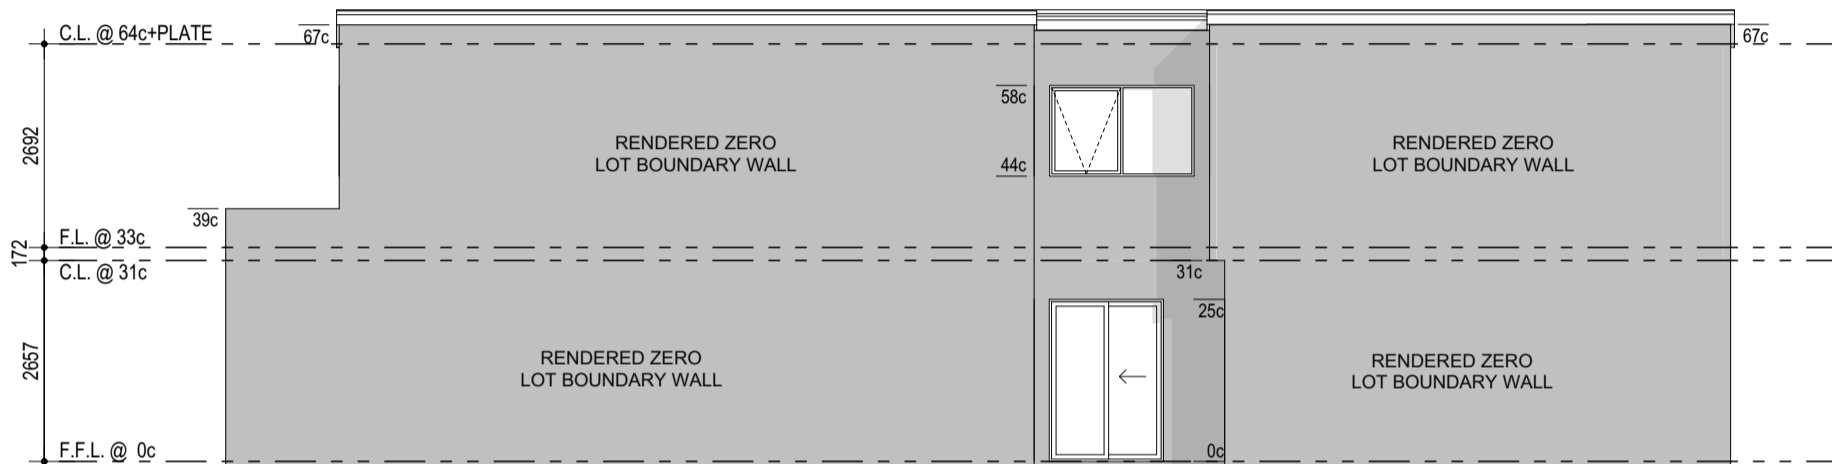 C.L. @ 64c+PLATE
67c
67c
58c
2692
RENDERED ZERO
LOT BOUNDARY WALL
RENDERED ZERO
LOT BOUNDARY WALL
44c
39c
F.L. @ 33c
172
C.L. @ 31c
31c
25c
2657
RENDERED ZERO
LOT BOUNDARY WALL
RENDERED ZERO
LOT BOUNDARY WALL
F.F.L. @ 0c
0c